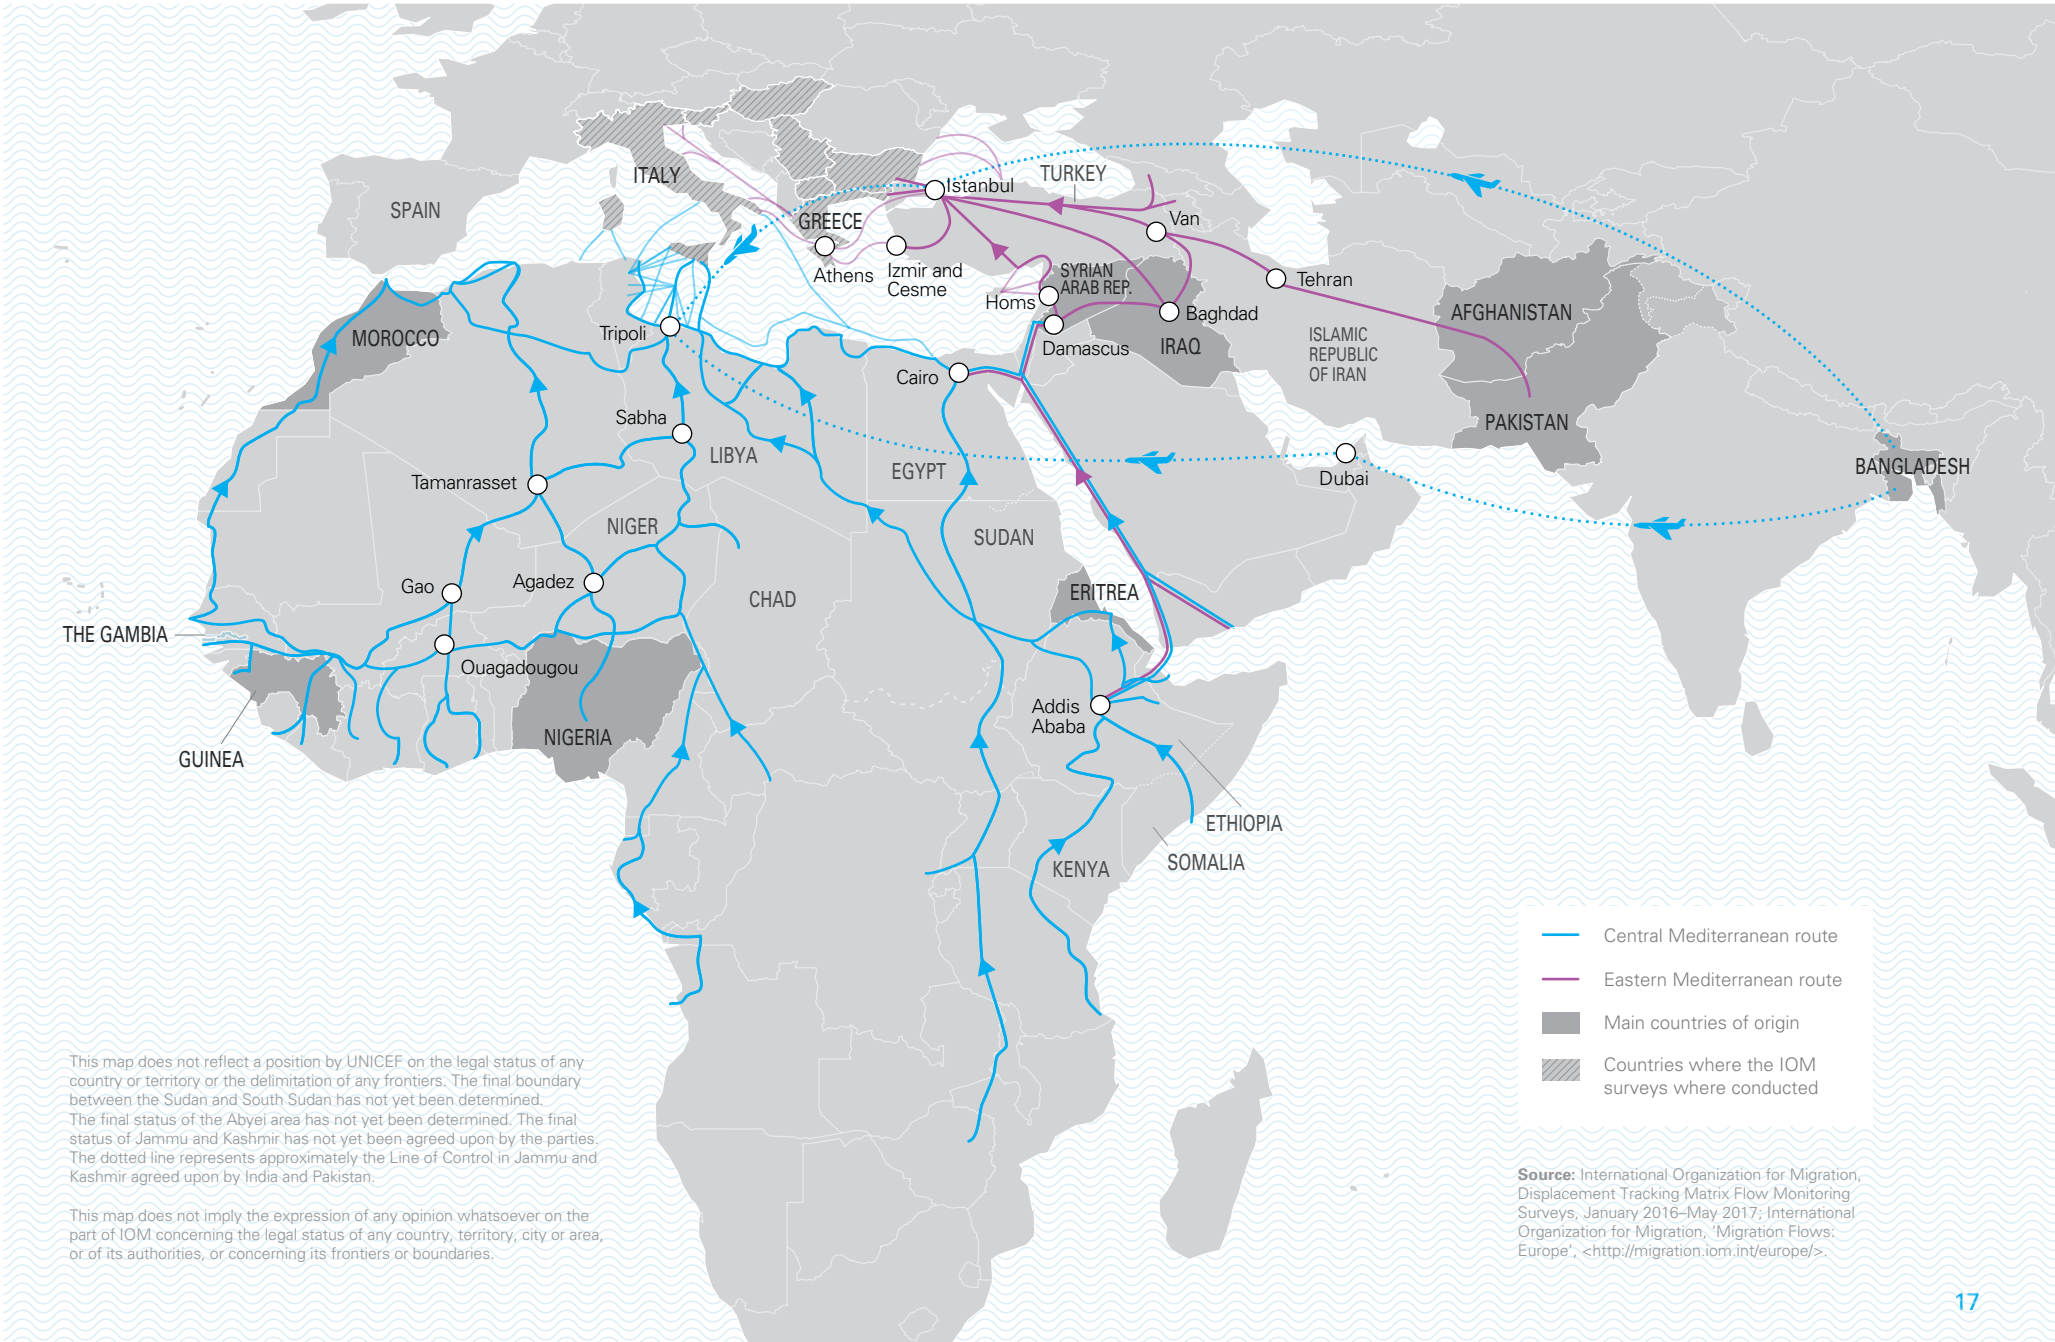 ITALY
SPAIN
GREECE
Istanbul
TURKEY
Van
Athens
Izmir and
Cesme
SYRIAN
ARAB REP.
Homs
Tehran
Baghdad
Damascus
IRAQ
ISLAMIC
REPUBLIC
OF IRAN
AFGHANISTAN
PAKISTAN
BANGLADESH
Tripoli
MOROCCO
Cairo
Sabha
LIBYA
EGYPT
Dubai
Tamanrasset
NIGER
SUDAN
Gao
Agadez
CHAD
ERITREA
THE GAMBIA
Ouagadougou
GUINEA
NIGERIA
Addis
Ababa
ETHIOPIA
SOMALIA
KENYA
Central Mediterranean route
Eastern Mediterranean route
Main countries of origin
Countries where the IOM
surveys where conducted
This map does not reflect a position by UNICEF on the legal status of any
country or territory or the delimitation of any frontiers. The final boundary
between the Sudan and South Sudan has not yet been determined.
The final status of the Abyei area has not yet been determined. The final
status of Jammu and Kashmir has not yet been agreed upon by the parties.
The dotted line represents approximately the Line of Control in Jammu and
Kashmir agreed upon by India and Pakistan.
This map does not imply the expression of any opinion whatsoever on the
part of IOM concerning the legal status of any country, territory, city or area,
or of its authorities, or concerning its frontiers or boundaries.
Source: International Organization for Migration,
Displacement Tracking Matrix Flow Monitoring
Surveys, January 2016–May 2017; International
Organization for Migration, ‘Migration Flows:
Europe’, <http://migration.iom.int/europe/>.
17